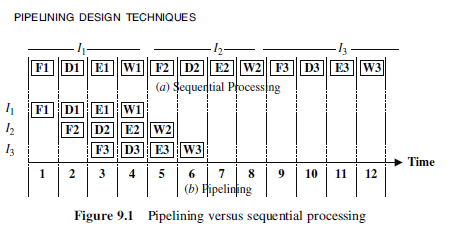 PIPELINING DESIGN TECHNIQUES
I1 I2 I3
F1 D1 E1 W1 F2 D2 E2 W2 F3 D3 E3 W3
(a) Sequential Processing
I1 F1 D1 E1 W1
I2 F2 D2 E2 W2
I3 F3 D3 E3 W3
Time
1 2 3 4 5 6 7 8 9 10 11 12
(b) Pipelining
Figure 9.1 Pipelining versus sequential processing